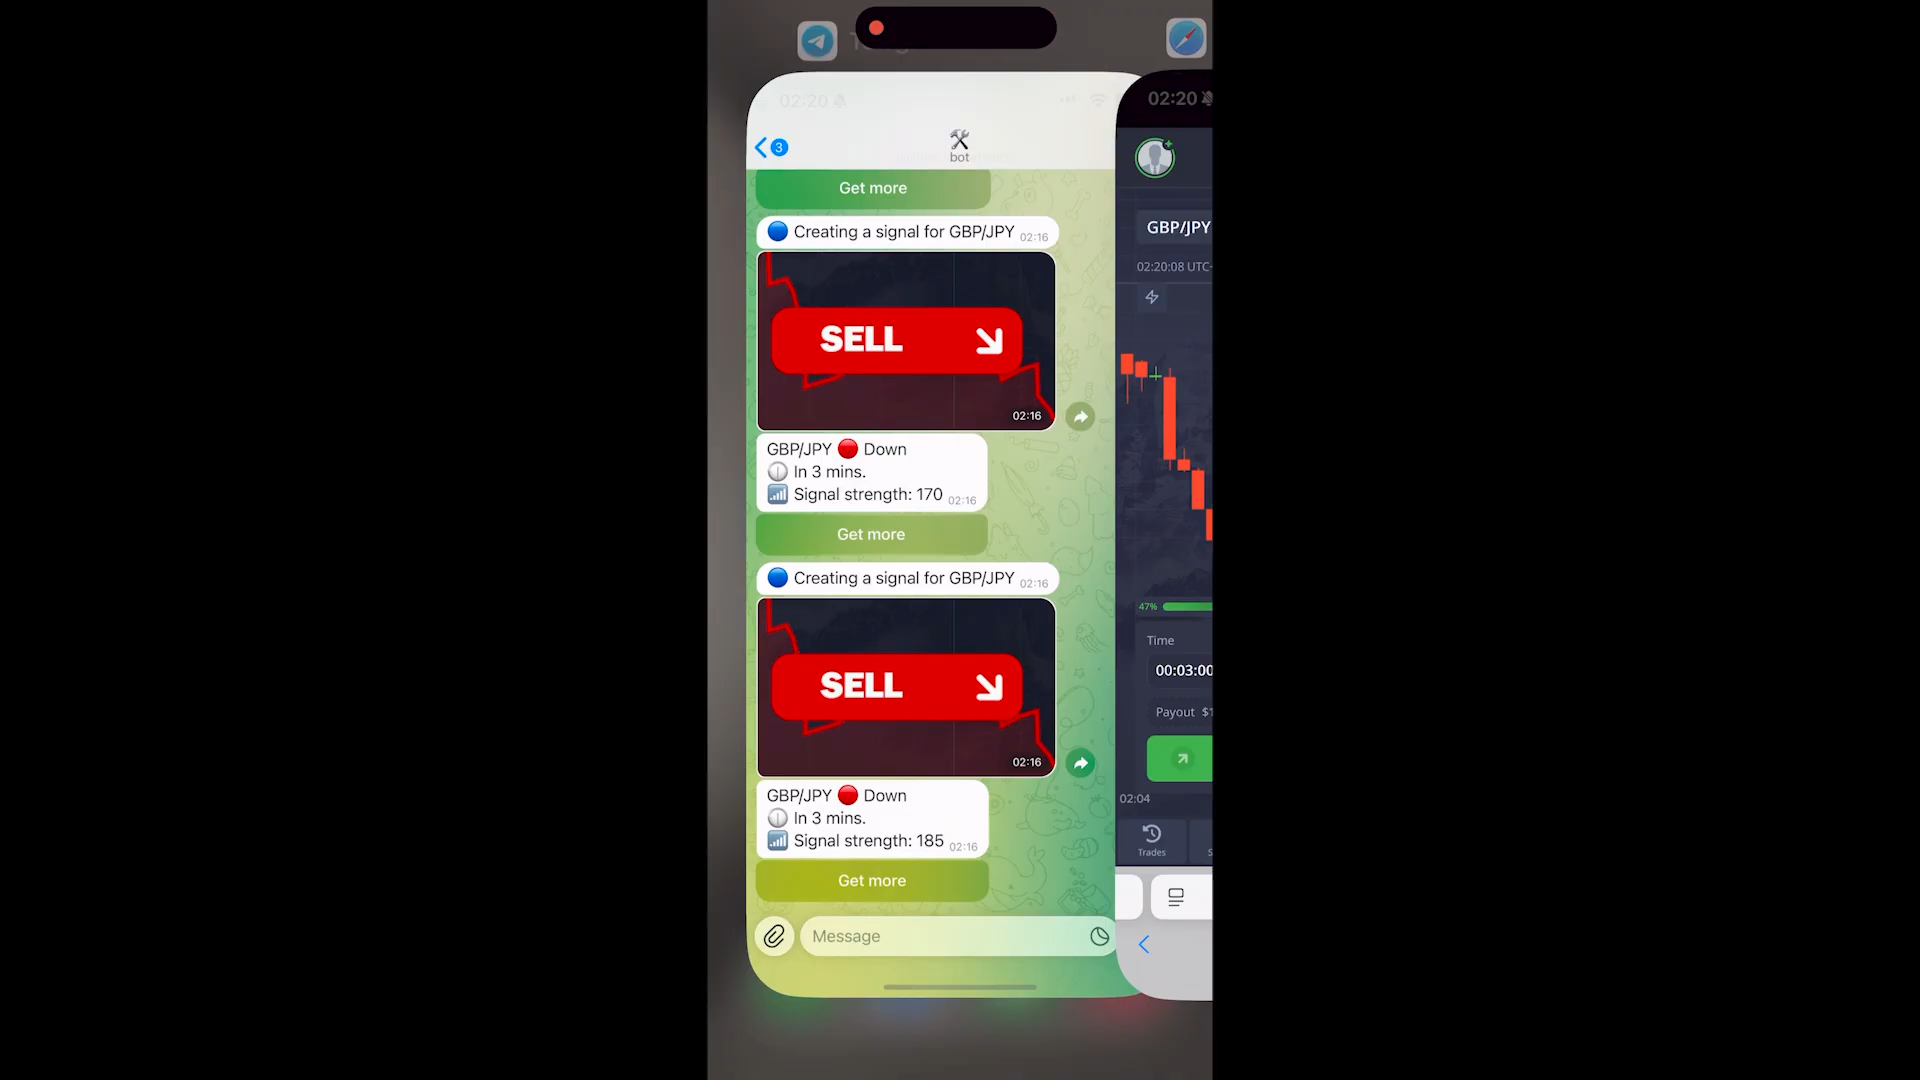 02:20
3
bot
Get more
Creating a signal for GBP/JPY 02:16
SELL
02:16
GBP/JPY Down
In 3 mins.
Signal strength: 170 02:16
Get more
Creating a signal for GBP/JPY 02:16
SELL
02:16
GBP/JPY Down
In 3 mins.
Signal strength: 185 02:16
Get more
Message
02:20
GBP/JPY
02:20:08 UTC-
47%
Time
00:03:00
Payout $1
02:04
Trades
S